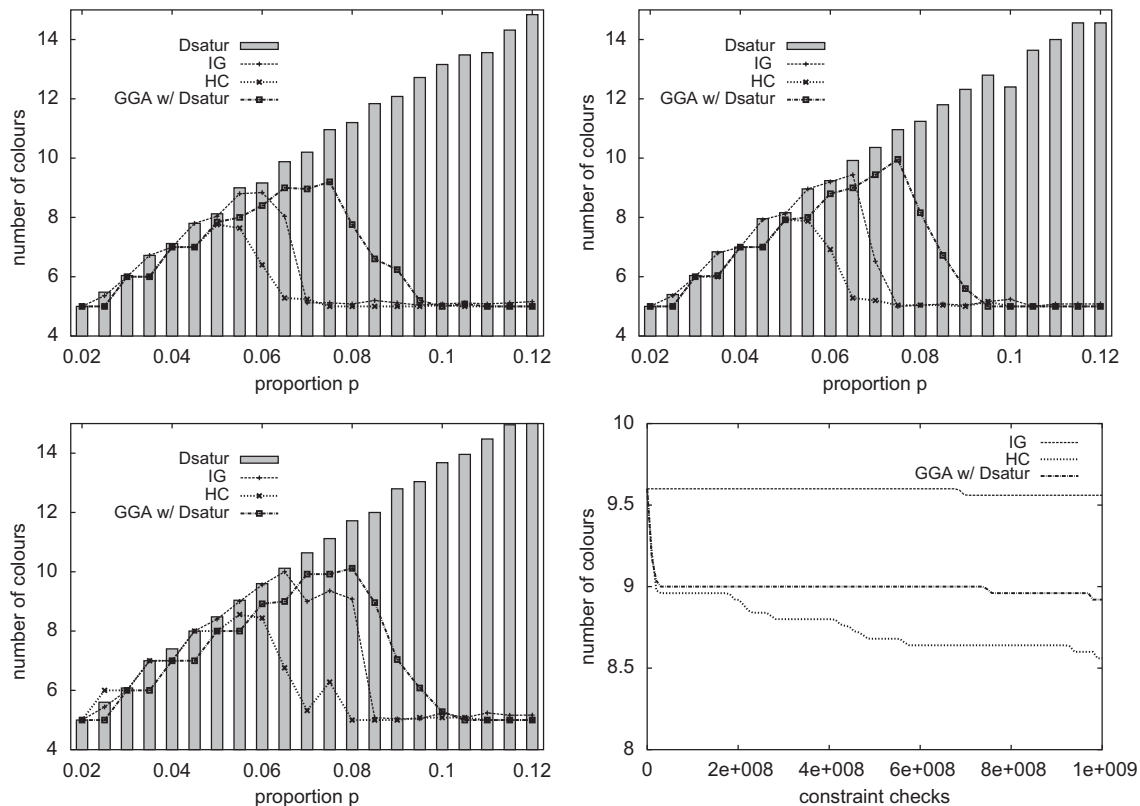 14
12
10
8
6
4
number of colours
Dsatur
IG
HC
GGA w/ Dsatur
0.02
0.04
0.06
0.08
0.1
0.12
proportion p
14
12
10
8
6
4
number of colours
Dsatur
IG
HC
GGA w/ Dsatur
0.02
0.04
0.06
0.08
0.1
0.12
proportion p
14
12
10
8
6
4
number of colours
Dsatur
IG
HC
GGA w/ Dsatur
0.02
0.04
0.06
0.08
0.1
0.12
proportion p
10
9.5
9
8.5
8
number of colours
IG
HC
GGA w/ Dsatur
0
2e+008
4e+008
6e+008
8e+008
1e+009
constraint checks